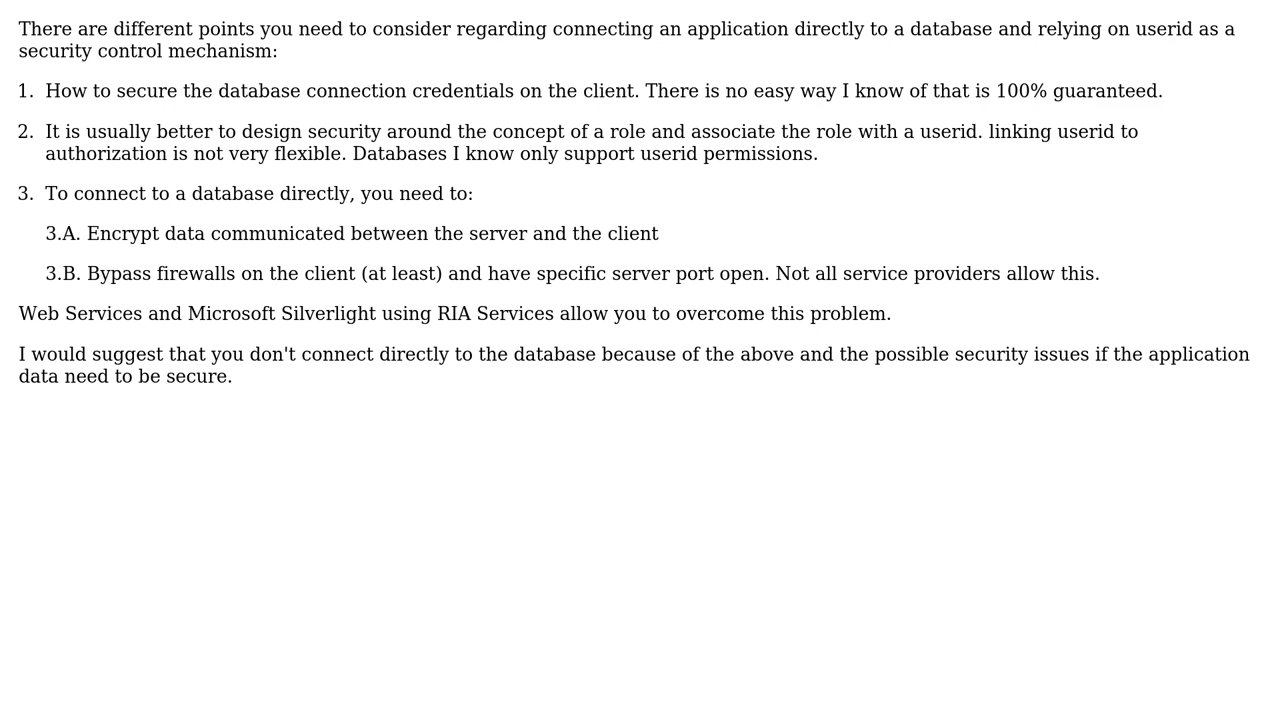 There are different points you need to consider regarding connecting an application directly to a database and relying on userid as a
security control mechanism:
1. How to secure the database connection credentials on the client. There is no easy way I know of that is 100% guaranteed.
2. It is usually better to design security around the concept of a role and associate the role with a userid. linking userid to
authorization is not very flexible. Databases I know only support userid permissions.
3. To connect to a database directly, you need to:
3.A. Encrypt data communicated between the server and the client
3.B. Bypass firewalls on the client (at least) and have specific server port open. Not all service providers allow this.
Web Services and Microsoft Silverlight using RIA Services allow you to overcome this problem.
I would suggest that you don't connect directly to the database because of the above and the possible security issues if the application
data need to be secure.